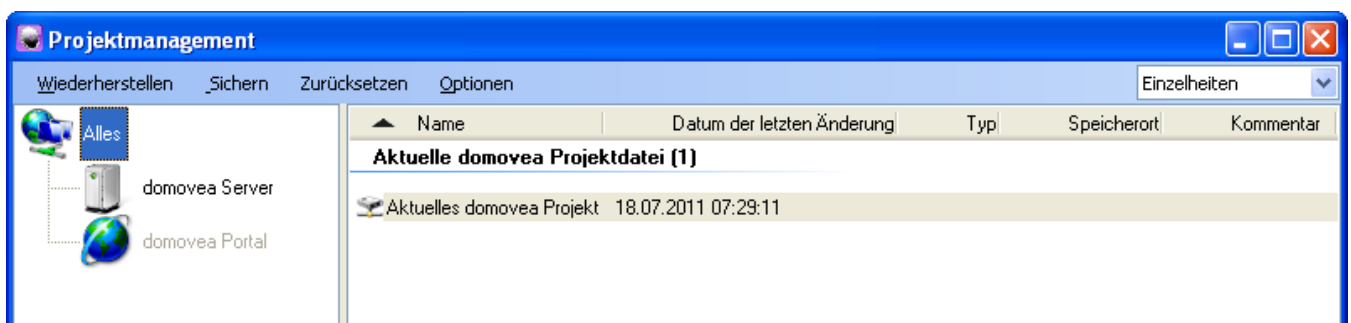 Projektmanagement
Wiederherstellen Sichern Zurücksetzen Optionen Einzelheiten
Alles
domovea Server
domovea Portal
Name Datum der letzten Änderung Typ Speicherort Kommentar
Aktuelle domovea Projektdatei (1)
Aktuelles domovea Projekt 18.07.2011 07:29:11